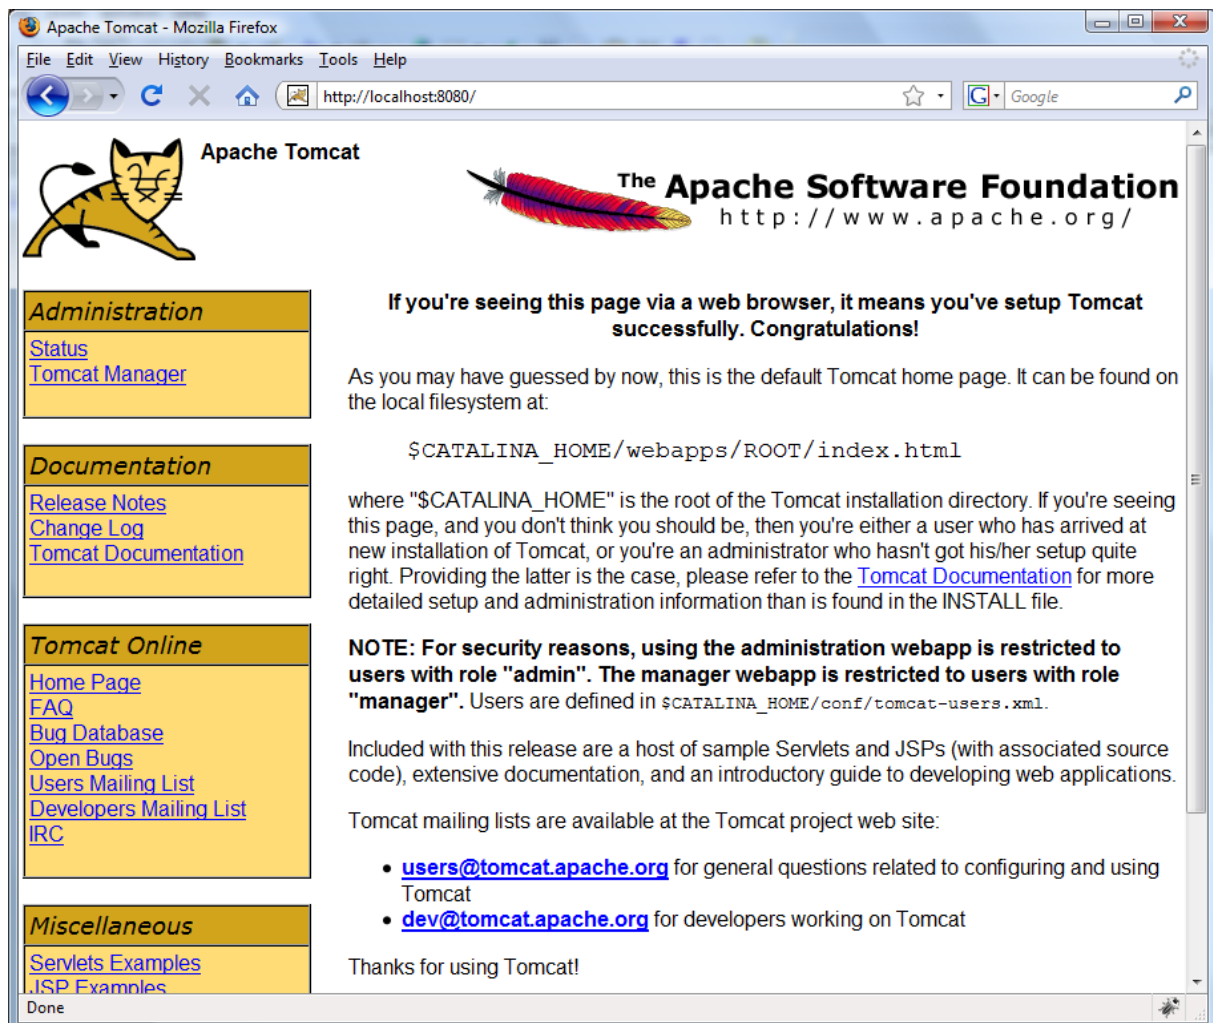 Apache Tomcat - Mozilla Firefox
File Edit View History Bookmarks Tools Help
http://localhost:8080/
G Google
Apache Tomcat
The Apache Software Foundation
http://www.apache.org/
Administration
Status
Tomcat Manager
Documentation
Release Notes
Change Log
Tomcat Documentation
Tomcat Online
Home Page
FAQ
Bug Database
Open Bugs
Users Mailing List
Developers Mailing List
IRC
Miscellaneous
Servlets Examples
JSP Examples
If you're seeing this page via a web browser, it means you've setup Tomcat
successfully. Congratulations!
As you may have guessed by now, this is the default Tomcat home page. It can be found on
the local filesystem at:
$CATALINA_HOME/webapps/ROOT/index.html
where "$CATALINA_HOME" is the root of the Tomcat installation directory. If you're seeing
this page, and you don't think you should be, then you're either a user who has arrived at
new installation of Tomcat, or you're an administrator who hasn't got his/her setup quite
right. Providing the latter is the case, please refer to the Tomcat Documentation for more
detailed setup and administration information than is found in the INSTALL file.
NOTE: For security reasons, using the administration webapp is restricted to
users with role "admin". The manager webapp is restricted to users with role
"manager". Users are defined in $CATALINA_HOME/conf/tomcat-users.xml.
Included with this release are a host of sample Servlets and JSPs (with associated source
code), extensive documentation, and an introductory guide to developing web applications.
Tomcat mailing lists are available at the Tomcat project web site:
• users@tomcat.apache.org for general questions related to configuring and using
Tomcat
• dev@tomcat.apache.org for developers working on Tomcat
Thanks for using Tomcat!
Done